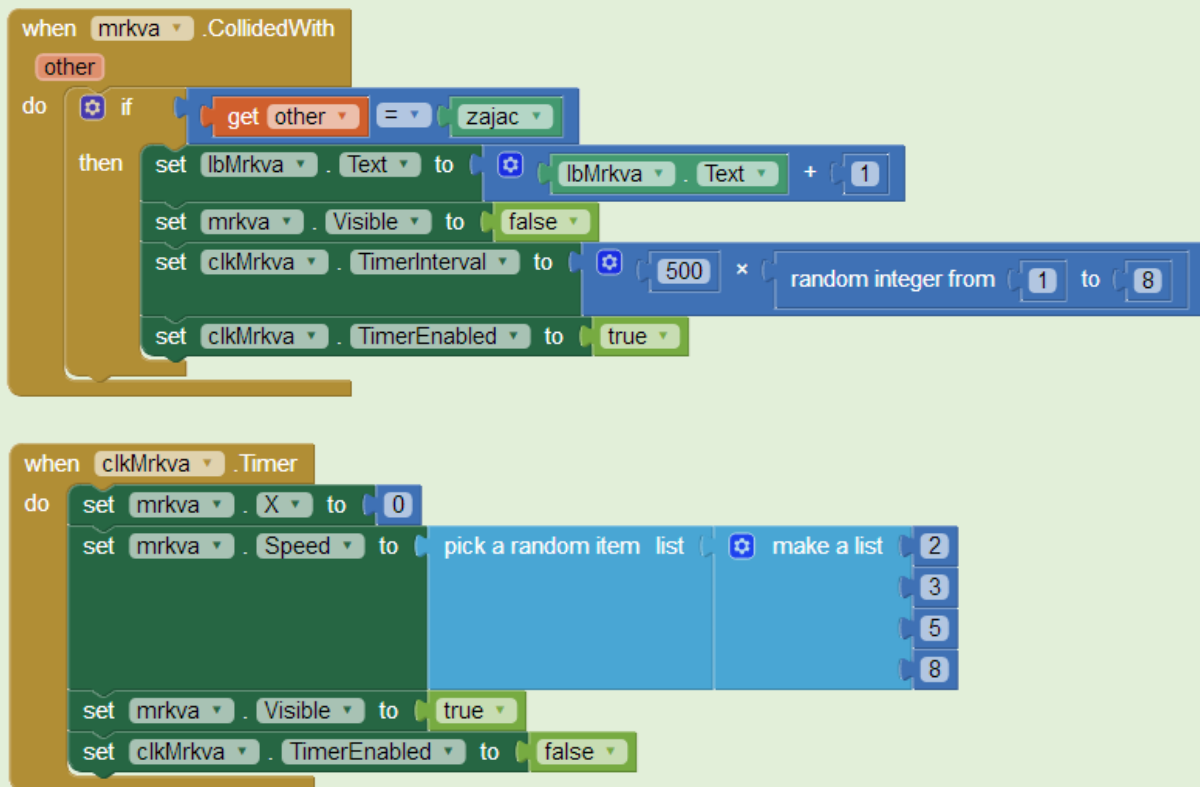 when mrkva .CollidedWith
other
do if get other = zajac
then set lbMrkva . Text to lbMrkva . Text + 1
set mrkva . Visible to false
set clkMrkva . TimerInterval to 500 × random integer from 1 to 8
set clkMrkva . TimerEnabled to true
when clkMrkva .Timer
do set mrkva . X to 0
set mrkva . Speed to pick a random item list make a list 2
3
5
8
set mrkva . Visible to true
set clkMrkva . TimerEnabled to false